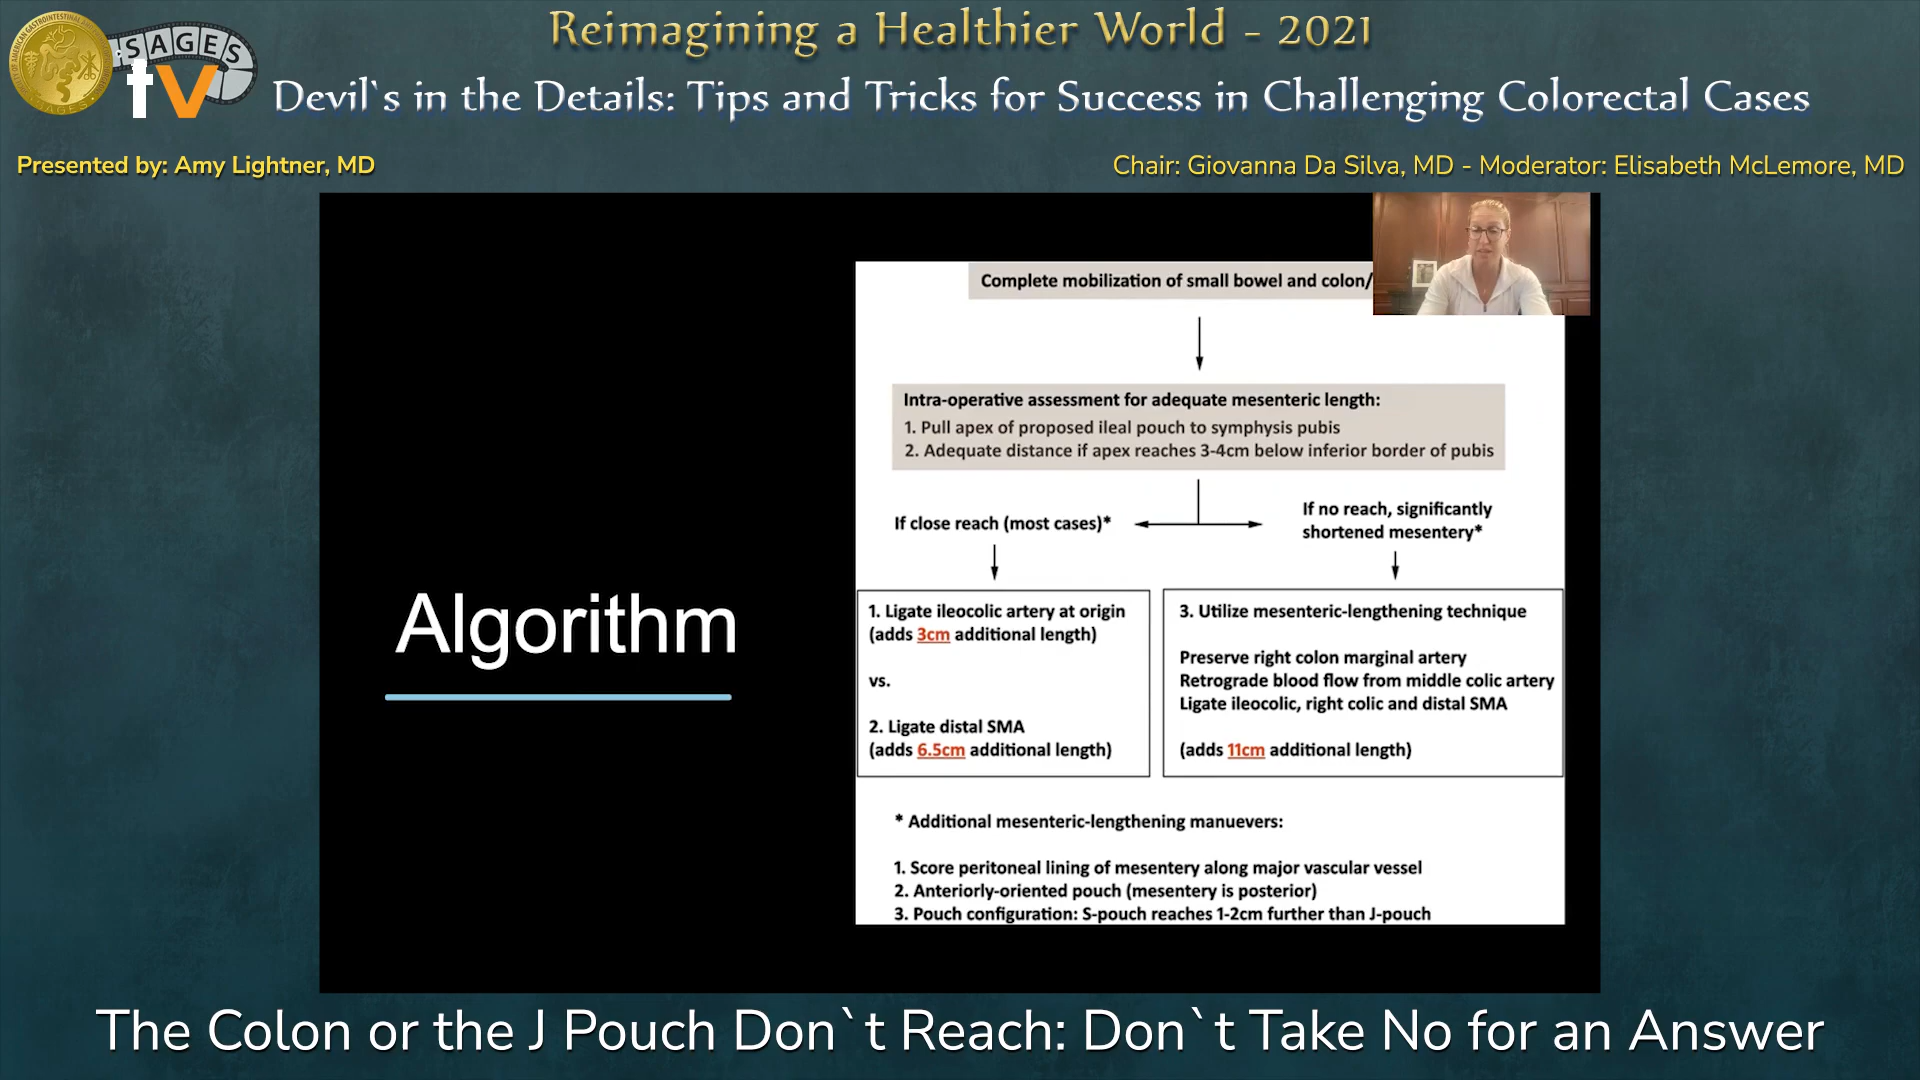 Reimagining a Healthier World - 2021
SAGES
tv
Devil`s in the Details: Tips and Tricks for Success in Challenging Colorectal Cases
Presented by: Amy Lightner, MD
Chair: Giovanna Da Silva, MD - Moderator: Elisabeth McLemore, MD
Algorithm
Complete mobilization of small bowel and colon/
Intra-operative assessment for adequate mesenteric length:
1. Pull apex of proposed ileal pouch to symphysis pubis
2. Adequate distance if apex reaches 3-4cm below inferior border of pubis
If close reach (most cases)*
If no reach, significantly
shortened mesentery*
1. Ligate ileocolic artery at origin
(adds 3cm additional length)
vs.
2. Ligate distal SMA
(adds 6.5cm additional length)
3. Utilize mesenteric-lengthening technique
Preserve right colon marginal artery
Retrograde blood flow from middle colic artery
Ligate ileocolic, right colic and distal SMA
(adds 11cm additional length)
* Additional mesenteric-lengthening manuevers:
1. Score peritoneal lining of mesentery along major vascular vessel
2. Anteriorly-oriented pouch (mesentery is posterior)
3. Pouch configuration: S-pouch reaches 1-2cm further than J-pouch
The Colon or the J Pouch Don`t Reach: Don`t Take No for an Answer